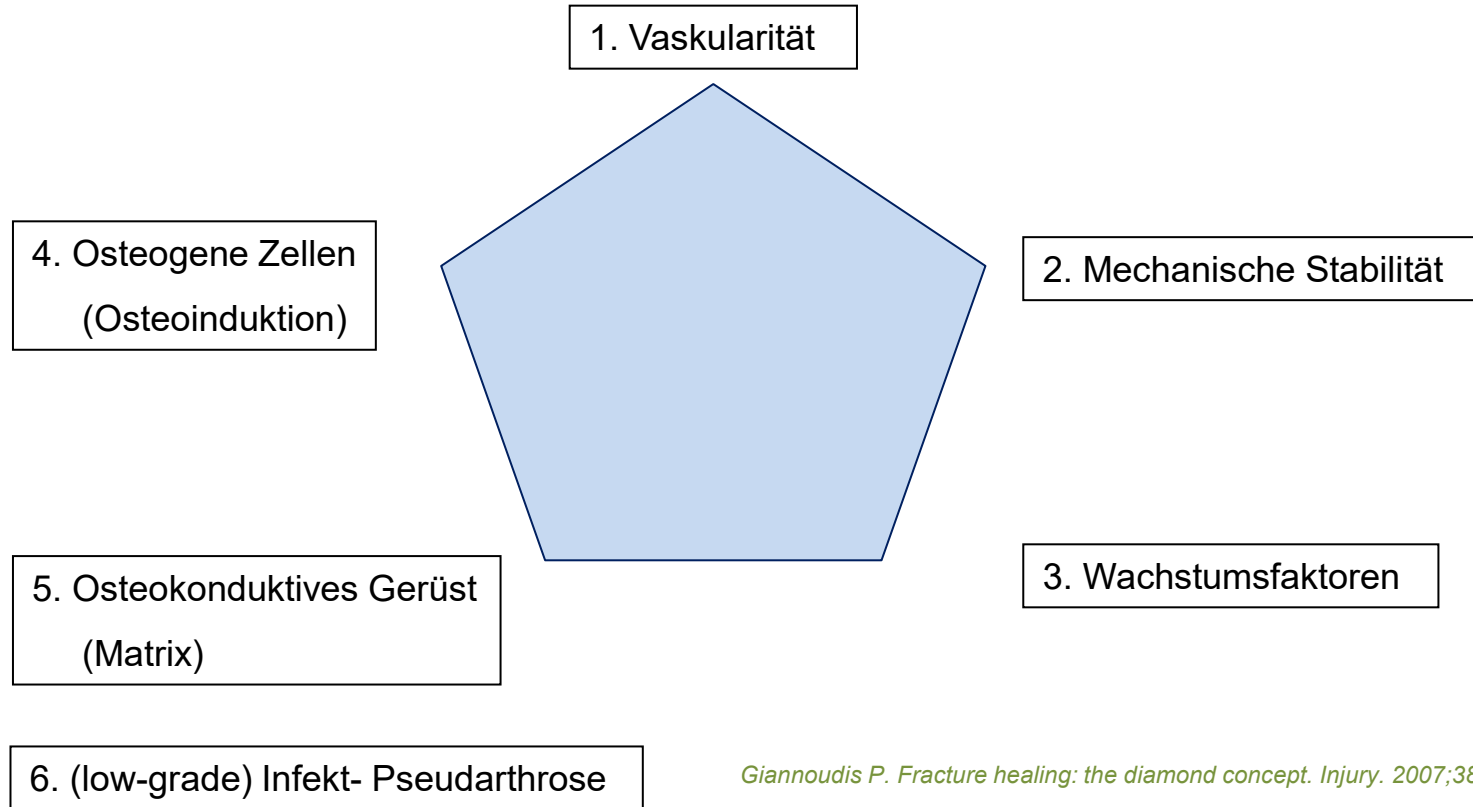 1. Vaskularität
4. Osteogene Zellen
(Osteoinduktion)
2. Mechanische Stabilität
5. Osteokonduktives Gerüst
(Matrix)
3. Wachstumsfaktoren
6. (low-grade) Infekt- Pseudarthrose
Giannoudis P. Fracture healing: the diamond concept. Injury. 2007;38